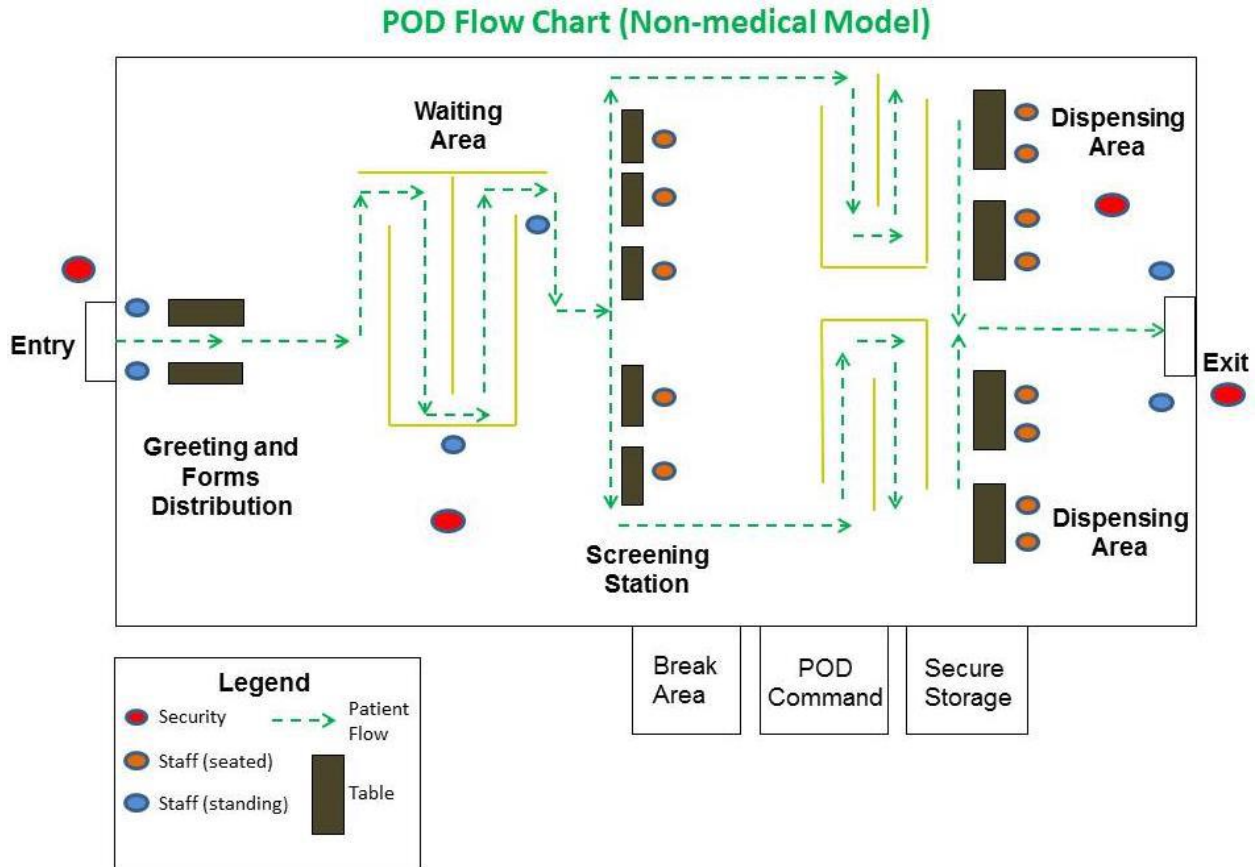 POD Flow Chart (Non-medical Model)
Waiting
Area
Dispensing
Area
Entry
Exit
Greeting and
Forms
Distribution
Screening
Station
Dispensing
Area
Break
Area
POD
Command
Secure
Storage
Legend
Security
Patient
Flow
Staff (seated)
Table
Staff (standing)